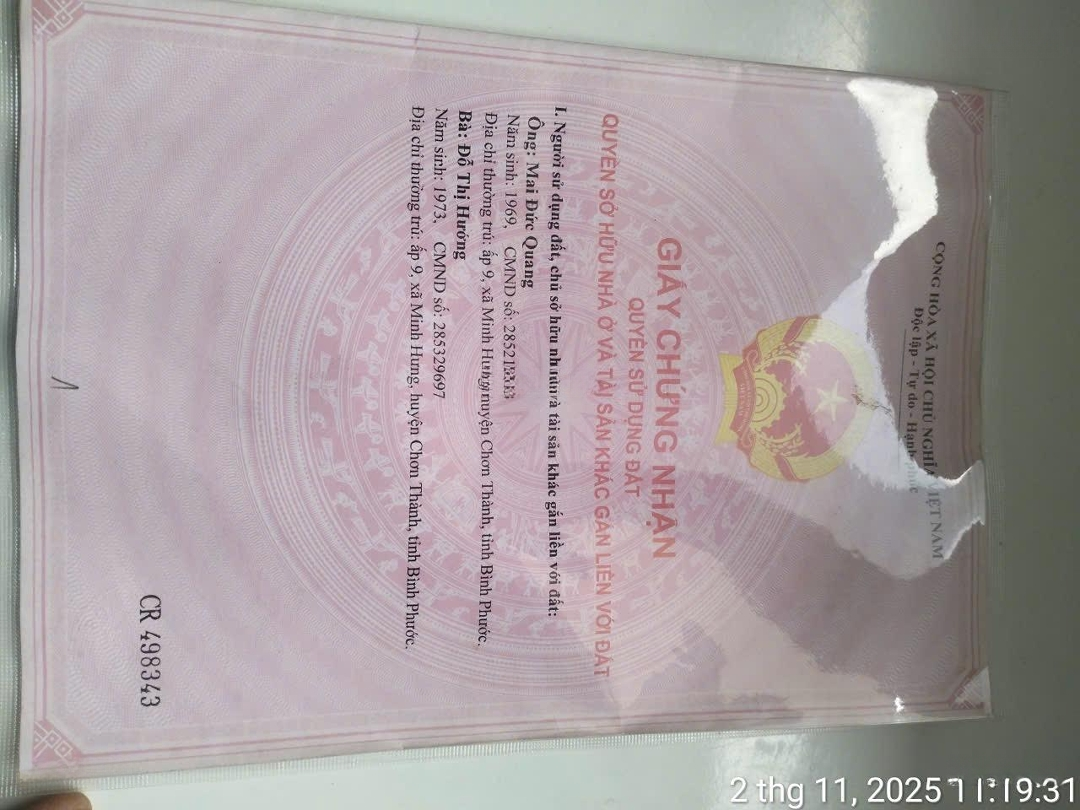 CỘNG HÒA XÃ HỘI CHỦ NGHĨA VIỆT NAM
Độc lập - Tự do - Hạnh phúc
GIẤY CHỨNG NHẬN
QUYỀN SỬ DỤNG ĐẤT
QUYỀN SỞ HỮU NHÀ Ở VÀ TÀI SẢN KHÁC GẮN LIỀN VỚI ĐẤT
I. Người sử dụng đất, chủ sở hữu tài sản khác gắn liền với đất:
Ông: Mai Đức Quang
Năm sinh: 1969, CMND số:
Địa chỉ thường trú: ấp 9, xã Minh Hưng, huyện Chơn Thành, tỉnh Bình Phước.
Bà: Đỗ Thị Hướng
Năm sinh: 1973, CMND số: 285329697
Địa chỉ thường trú: ấp 9, xã Minh Hưng, huyện Chơn Thành, tỉnh Bình Phước.
CR 498343
1
2 thg 11, 2025 11:19:31